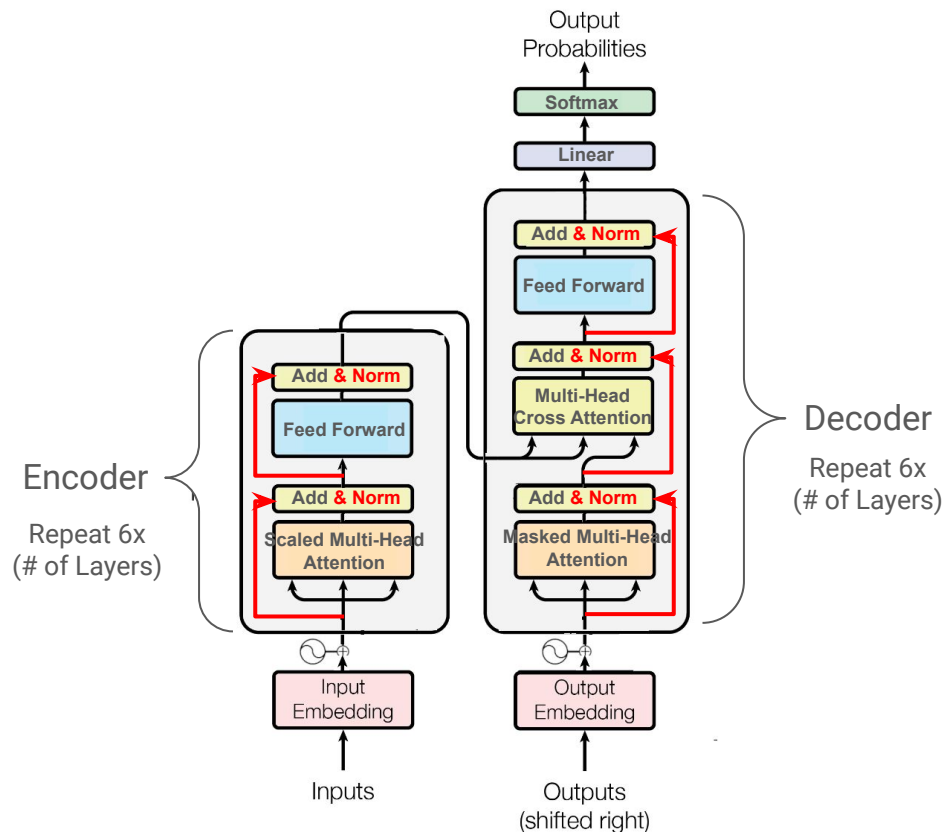 Output
Probabilities
Softmax
Linear
Add & Norm
Feed Forward
Add & Norm
Multi-Head
Cross Attention
Add & Norm
Masked Multi-Head
Attention
Decoder
Repeat 6x
(# of Layers)
Add & Norm
Feed Forward
Add & Norm
Scaled Multi-Head
Attention
Encoder
Repeat 6x
(# of Layers)
Input
Embedding
Output
Embedding
Inputs
Outputs
(shifted right)